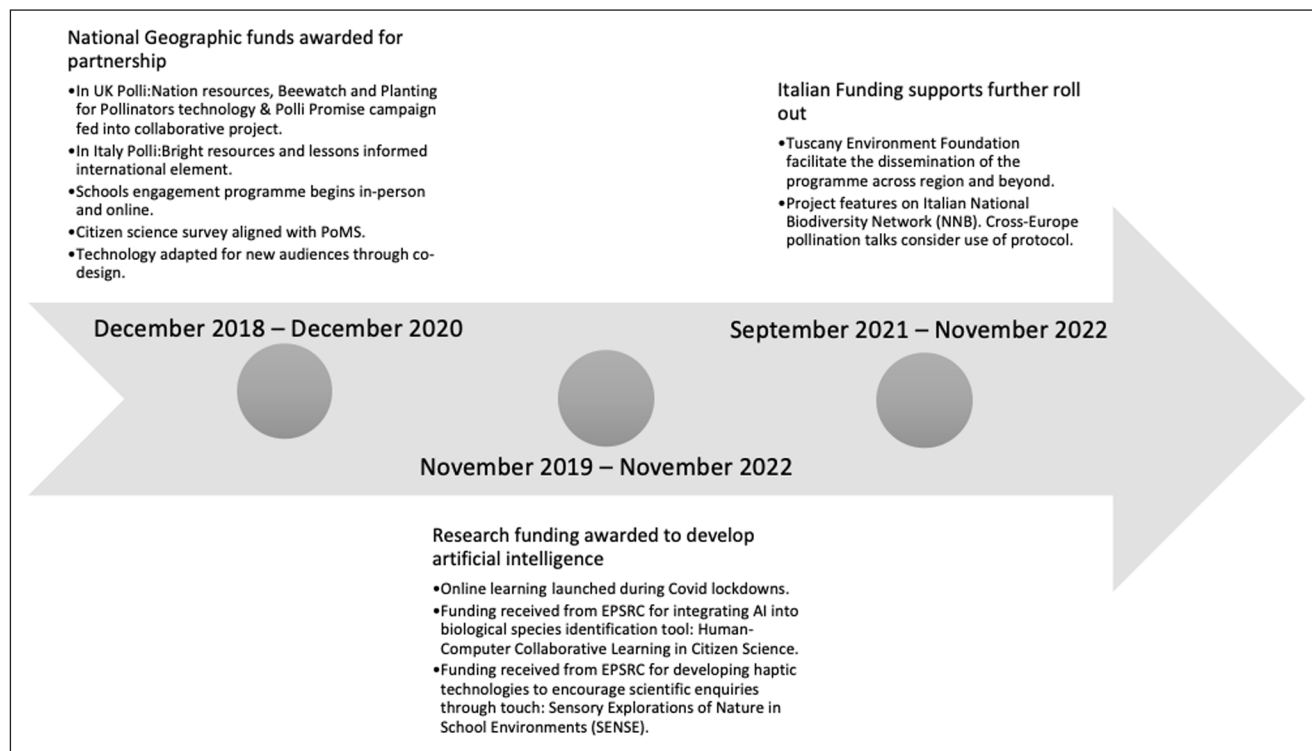 National Geographic funds awarded for
partnership
•In UK Polli:Nation resources, Beewatch and Planting
for Pollinators technology & Polli Promise campaign
fed into collaborative project.
•In Italy Polli:Bright resources and lessons informed
international element.
•Schools engagement programme begins in-person
and online.
•Citizen science survey aligned with PoMS.
•Technology adapted for new audiences through co-
design.
Italian Funding supports further roll
out
•Tuscany Environment Foundation
facilitate the dissemination of the
programme across region and beyond.
•Project features on Italian National
Biodiversity Network (NNB). Cross-Europe
pollination talks consider use of protocol.
December 2018 – December 2020
September 2021 – November 2022
November 2019 – November 2022
Research funding awarded to develop
artificial intelligence
•Online learning launched during Covid lockdowns.
•Funding received from EPSRC for integrating AI into
biological species identification tool: Human-
Computer Collaborative Learning in Citizen Science.
•Funding received from EPSRC for developing haptic
technologies to encourage scientific enquiries
through touch: Sensory Explorations of Nature in
School Environments (SENSE).